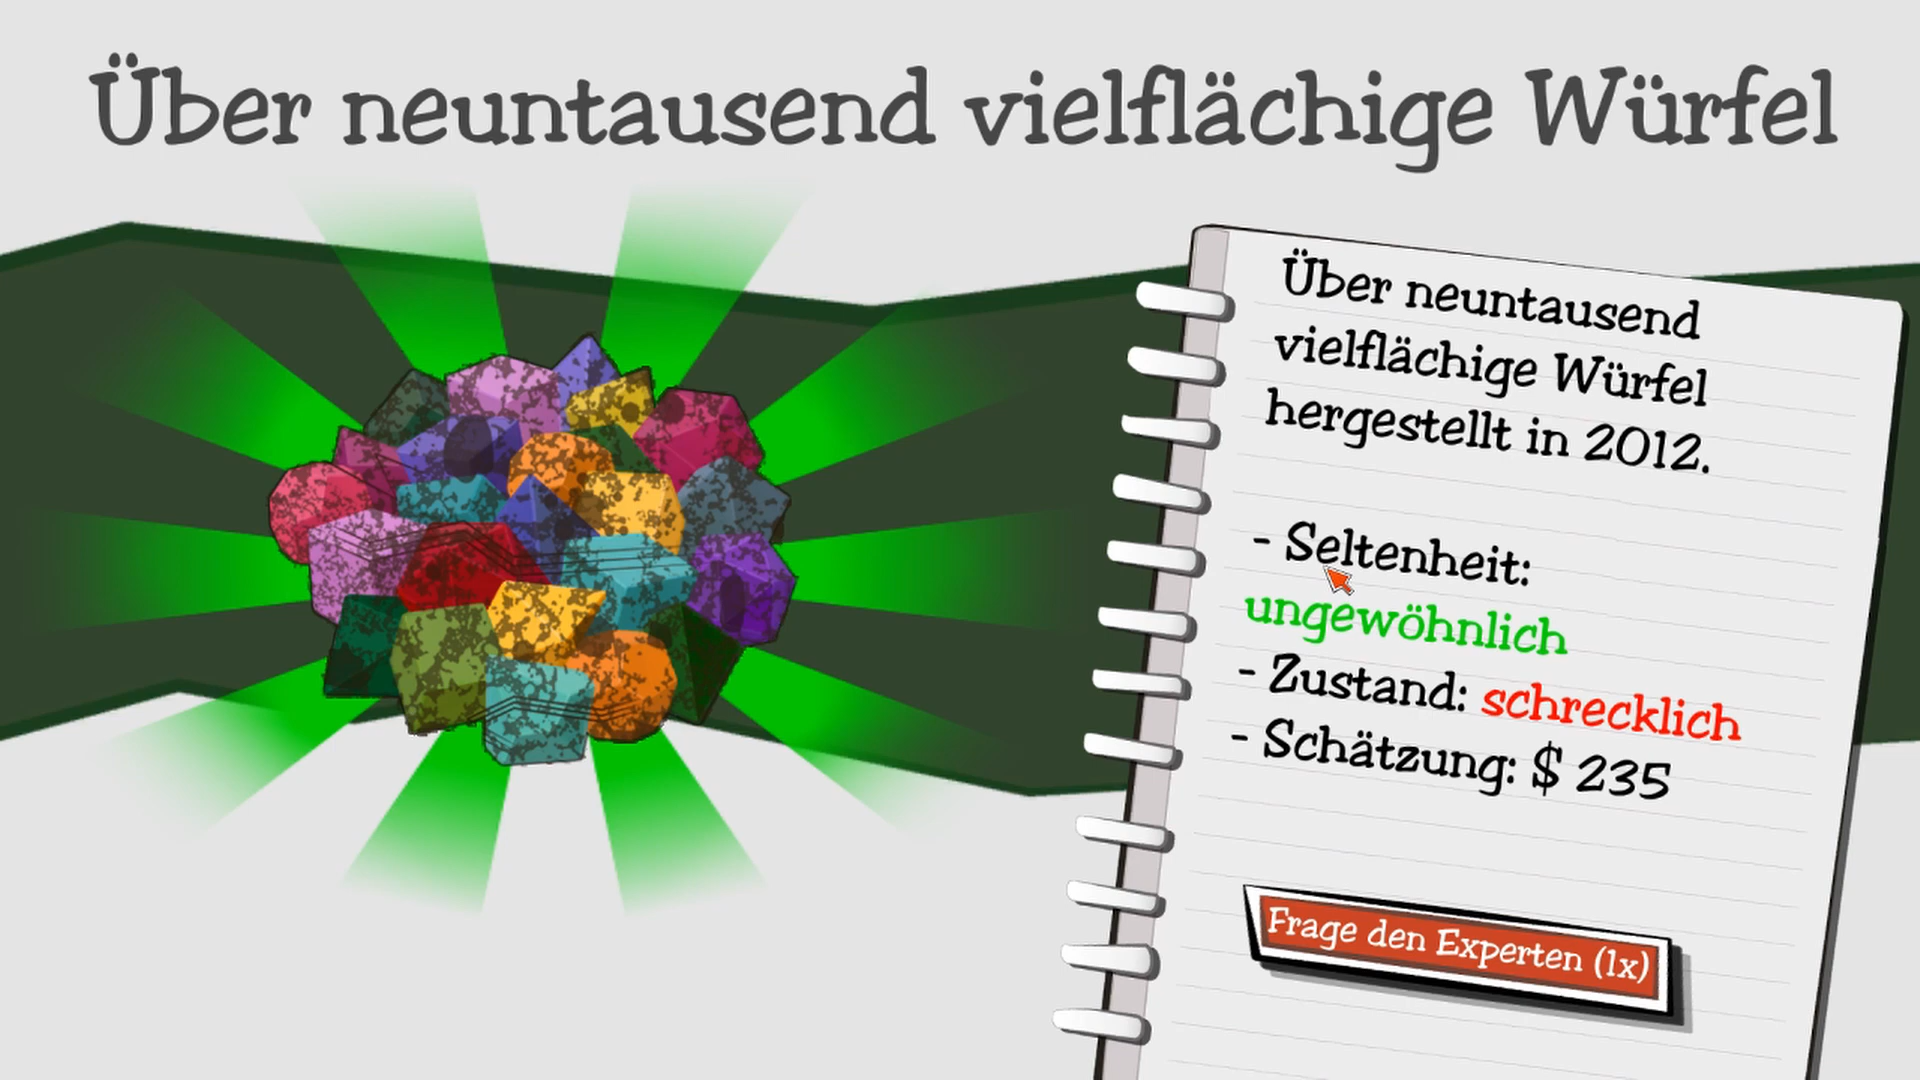 Über neuntausend vielflächige Würfel
Über neuntausend
vielflächige Würfel
hergestellt in 2012.
- Seltenheit:
ungewöhnlich
- Zustand: schrecklich
- Schätzung: $ 235
Frage den Experten (1x)